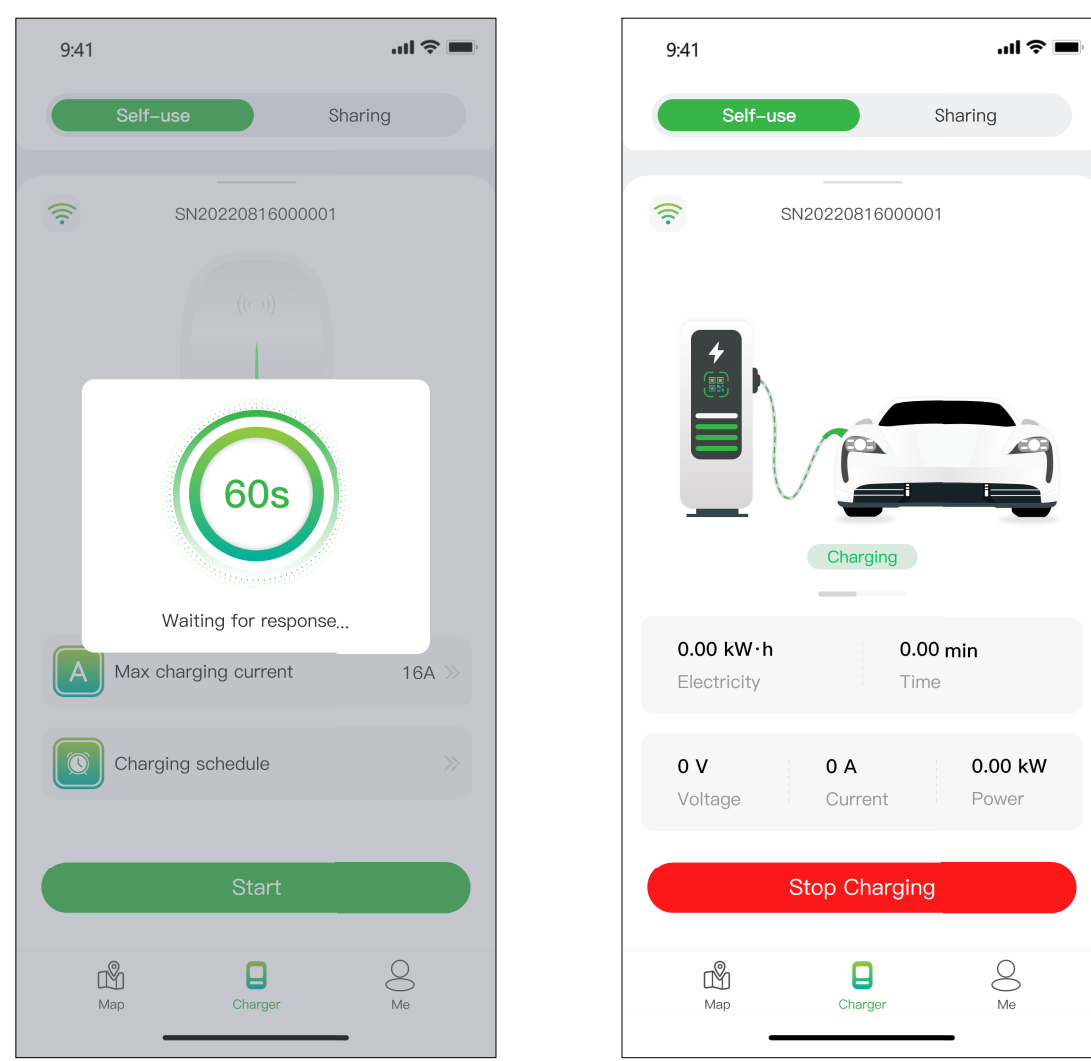 9:41
Self-use Sharing
SN20220816000001
60s
Waiting for response...
A Max charging current 16A
Charging schedule
Start
Map Charger Me
9:41
Self-use Sharing
SN20220816000001
Charging
0.00 kW·h 0.00 min
Electricity Time
0 V 0 A 0.00 kW
Voltage Current Power
Stop Charging
Map Charger Me